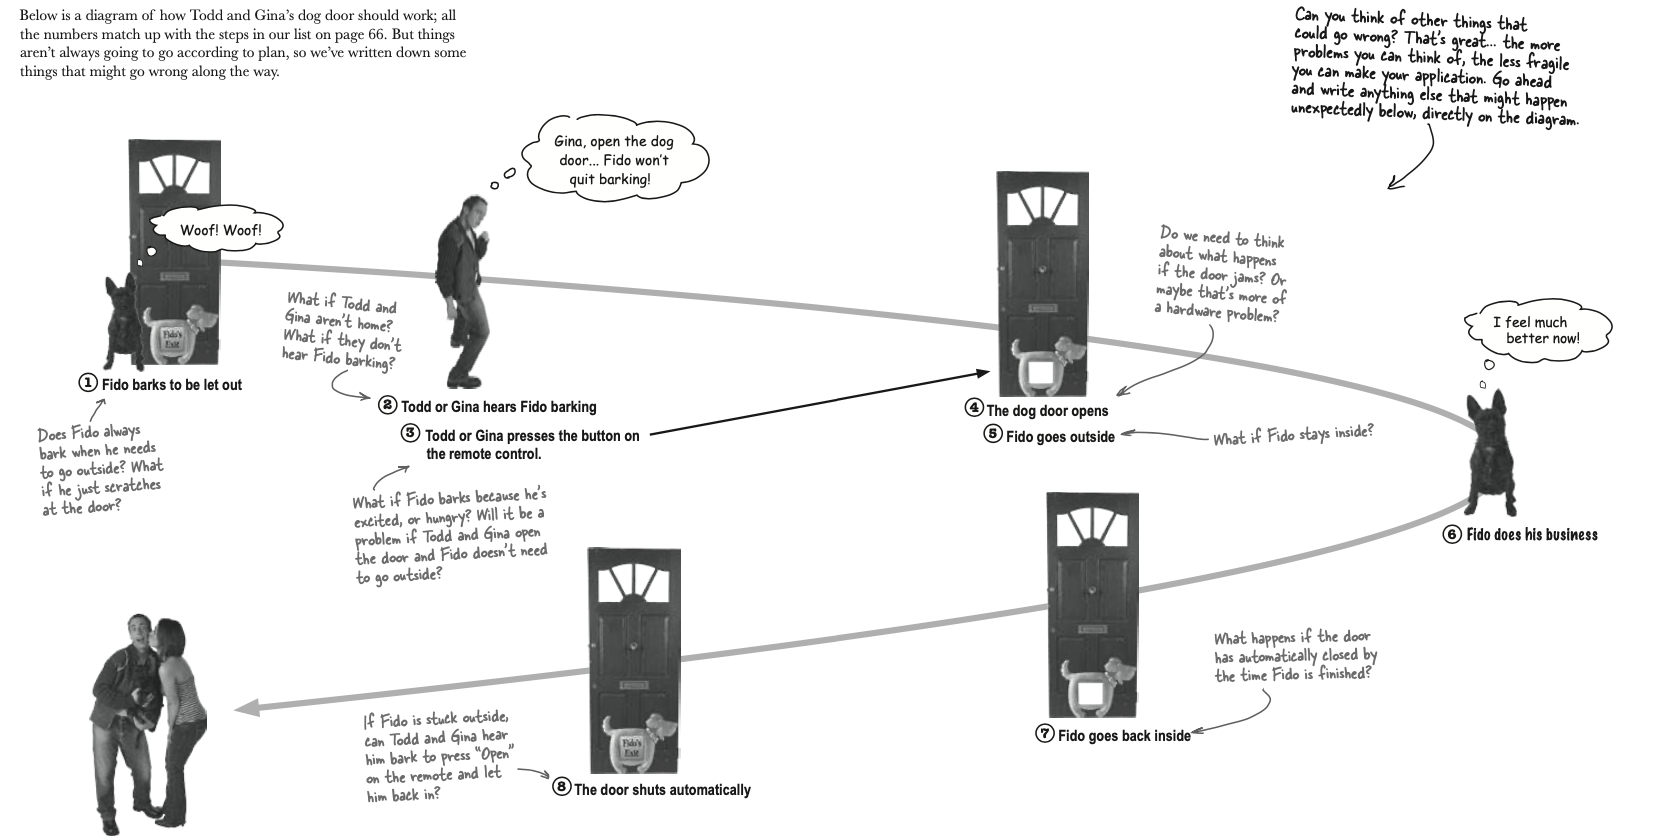 Below is a diagram of how Todd and Gina's dog door should work; all
the numbers match up with the steps in our list on page 66. But things
aren't always going to go according to plan, so we've written down some
things that might go wrong along the way.
Can you think of other things that
could go wrong? That's great... the more
problems you can think of, the less fragile
you can make your application. Go ahead
and write anything else that might happen
unexpectedly below, directly on the diagram.
Woof! Woof!
Fido's
Exit
1 Fido barks to be let out
Does Fido always
bark when he needs
to go outside? What
if he just scratches
at the door?
Gina, open the dog
door... Fido won't
quit barking!
What if Todd and
Gina aren't home?
What if they don't
hear Fido barking?
2 Todd or Gina hears Fido barking
3 Todd or Gina presses the button on
the remote control.
What if Fido barks because he's
excited, or hungry? Will it be a
problem if Todd and Gina open
the door and Fido doesn't need
to go outside?
Do we need to think
about what happens
if the door jams? Or
maybe that's more of
a hardware problem?
4 The dog door opens
5 Fido goes outside
What if Fido stays inside?
I feel much
better now!
6 Fido does his business
What happens if the door
has automatically closed by
the time Fido is finished?
7 Fido goes back inside
If Fido is stuck outside,
can Todd and Gina hear
him bark to press "Open"
on the remote and let
him back in?
Fido's
Exit
8 The door shuts automatically